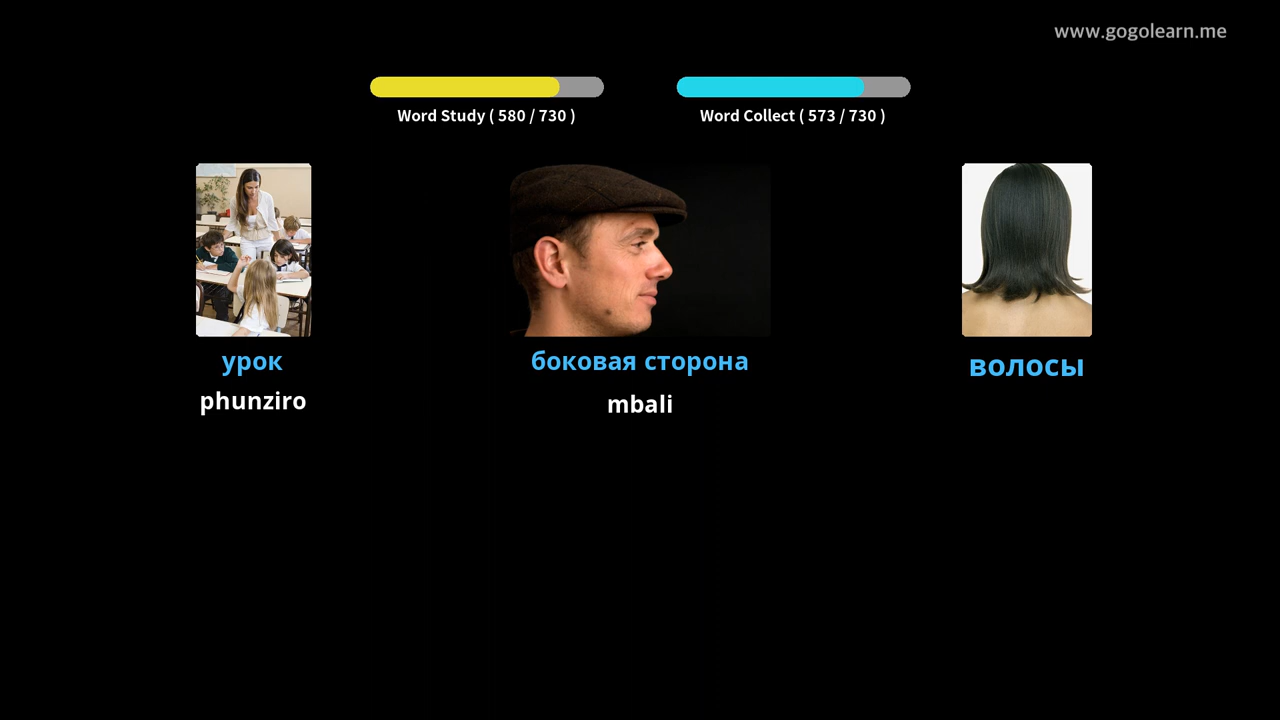 www.gogolearn.me
Word Study ( 580 / 730 )
Word Collect ( 573 / 730 )
урок
боковая сторона
волосы
phunziro
mbali